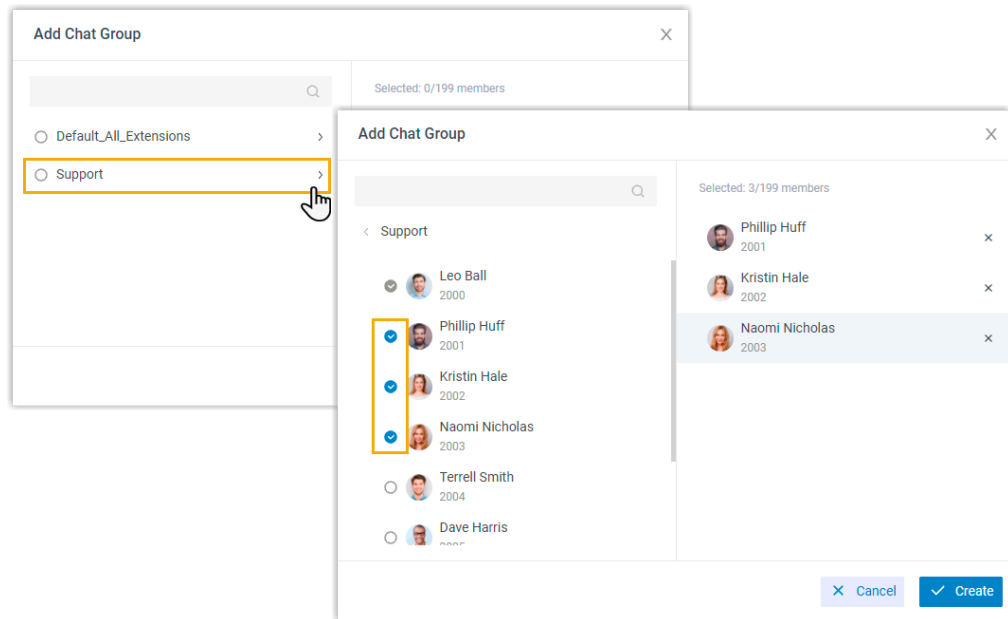 Add Chat Group
Selected: 0/199 members
Default_All_Extensions
Support
Add Chat Group
Selected: 3/199 members
Support
Leo Ball
2000
Phillip Huff
2001
Kristin Hale
2002
Naomi Nicholas
2003
Terrell Smith
2004
Dave Harris
Phillip Huff
2001
Kristin Hale
2002
Naomi Nicholas
2003
Cancel
Create